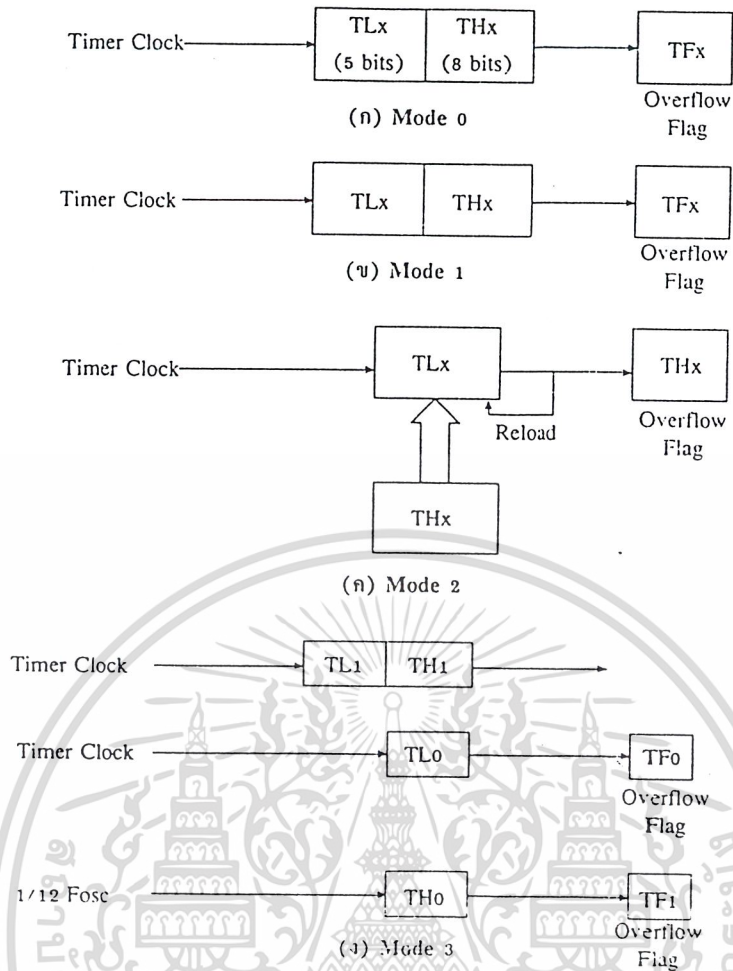 Timer Clock
TLx
(5 bits)
THx
(8 bits)
TFx
Overflow
Flag
(ก) Mode 0
Timer Clock
TLx
THx
TFx
Overflow
Flag
(ข) Mode 1
Timer Clock
TLx
THx
Reload
Overflow
Flag
THx
(ค) Mode 2
Timer Clock
TL1
TH1
Timer Clock
TL0
TF0
Overflow
Flag
1/12 Fosc
TH0
TF1
Overflow
Flag
(ง) Mode 3